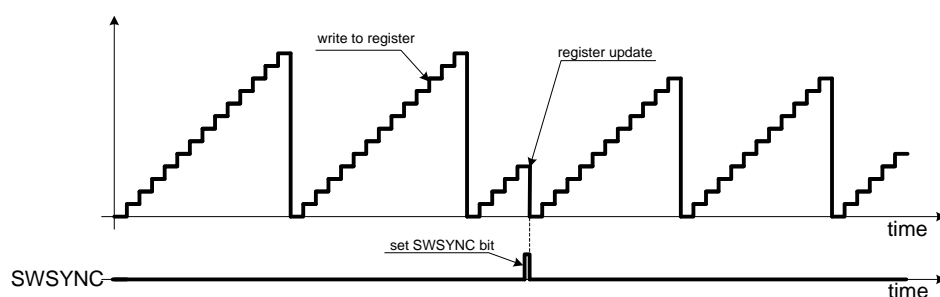 write to register
register update
time
set SWSYNC bit
SWSYNC
time